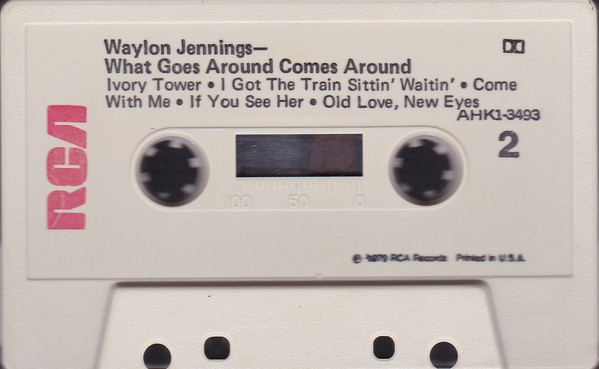 Waylon Jennings—
What Goes Around Comes Around
Ivory Tower • I Got The Train Sittin' Waitin' • Come
With Me • If You See Her • Old Love, New Eyes
AHK1-3493
2
RCA
100 50 0
℗ 1979 RCA Records Printed in U.S.A.